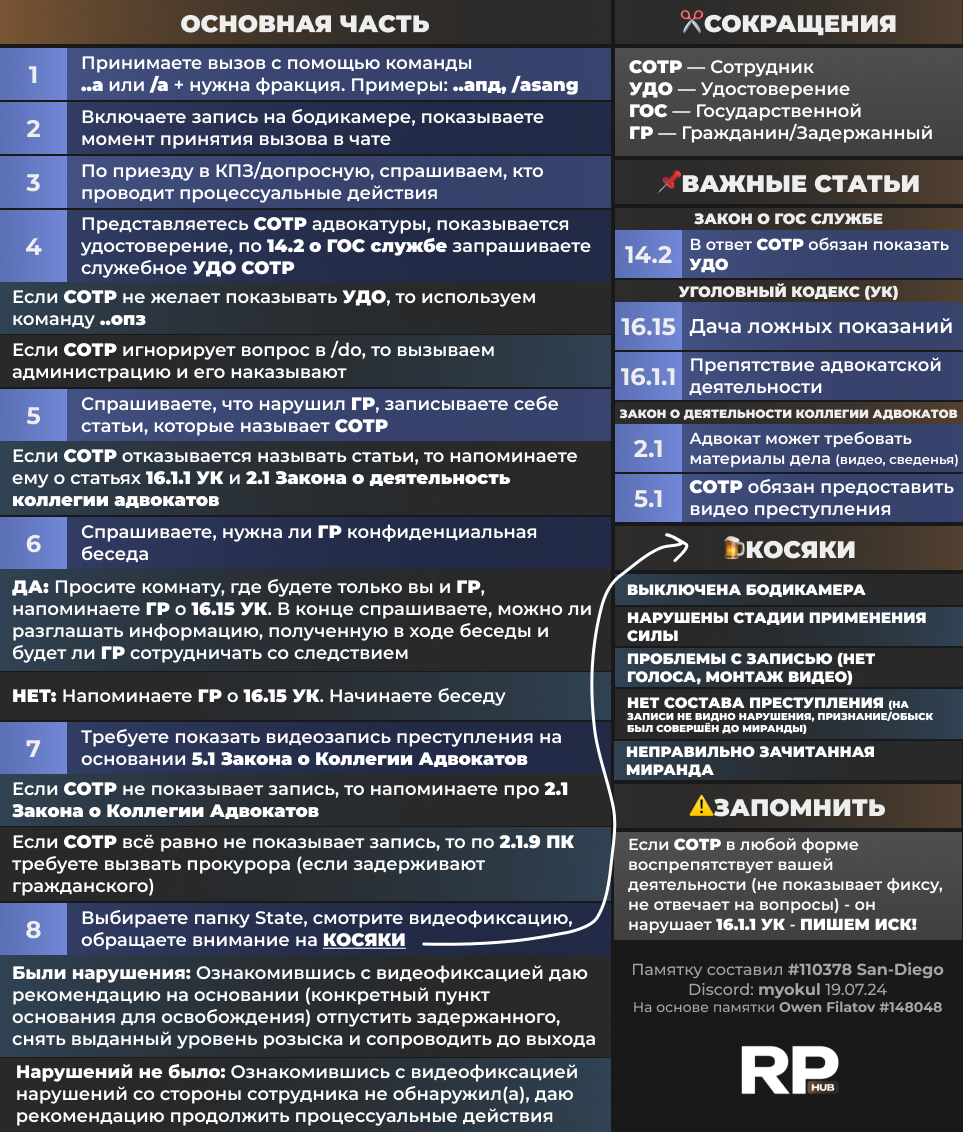 ОСНОВНАЯ ЧАСТЬ
1
Принимаете вызов с помощью команды
..а или /а + нужна фракция. Примеры: ..апд, /asang
2
Включаете запись на бодикамере, показываете
момент принятия вызова в чате
3
По приезду в КПЗ/допросную, спрашиваем, кто
проводит процессуальные действия
4
Представляетесь СОТР адвокатуры, показывается
удостоверение, по 14.2 о ГОС службе запрашиваете
служебное УДО СОТР
Если СОТР не желает показывать УДО, то используем
команду ..опз
Если СОТР игнорирует вопрос в /do, то вызываем
администрацию и его наказывают
5
Спрашиваете, что нарушил ГР, записываете себе
статьи, которые называет СОТР
Если СОТР отказывается называть статьи, то напоминаете
ему о статьях 16.1.1 УК и 2.1 Закона о деятельность
коллегии адвокатов
6
Спрашиваете, нужна ли ГР конфиденциальная
беседа
ДА: Просите комнату, где будете только вы и ГР,
напоминаете ГР о 16.15 УК. В конце спрашиваете, можно ли
разглашать информацию, полученную в ходе беседы и
будет ли ГР сотрудничать со следствием
НЕТ: Напоминаете ГР о 16.15 УК. Начинаете беседу
7
Требуете показать видеозапись преступления на
основании 5.1 Закона о Коллегии Адвокатов
Если СОТР не показывает запись, то напоминаете про 2.1
Закона о Коллегии Адвокатов
Если СОТР всё равно не показывает запись, то по 2.1.9 ПК
требуете вызвать прокурора (если задерживают
гражданского)
8
Выбираете папку State, смотрите видеофиксацию,
обращаете внимание на КОСЯКИ
Были нарушения: Ознакомившись с видеофиксацией даю
рекомендацию на основании (конкретный пункт
основания для освобождения) отпустить задержанного,
снять выданный уровень розыска и сопроводить до выхода
Нарушений не было: Ознакомившись с видеофиксацией
нарушений со стороны сотрудника не обнаружил(а), даю
рекомендацию продолжить процессуальные действия
СОКРАЩЕНИЯ
СОТР — Сотрудник
УДО — Удостоверение
ГОС — Государственной
ГР — Гражданин/Задержанный
ВАЖНЫЕ СТАТЬИ
ЗАКОН О ГОС СЛУЖБЕ
14.2
В ответ СОТР обязан показать
УДО
УГОЛОВНЫЙ КОДЕКС (УК)
16.15
Дача ложных показаний
16.1.1
Препятствие адвокатской
деятельности
ЗАКОН О ДЕЯТЕЛЬНОСТИ КОЛЛЕГИИ АДВОКАТОВ
2.1
Адвокат может требовать
материалы дела (видео, сведенья)
5.1
СОТР обязан предоставить
видео преступления
КОСЯКИ
ВЫКЛЮЧЕНА БОДИКАМЕРА
НАРУШЕНЫ СТАДИИ ПРИМЕНЕНИЯ
СИЛЫ
ПРОБЛЕМЫ С ЗАПИСЬЮ (НЕТ
ГОЛОСА, МОНТАЖ ВИДЕО)
НЕТ СОСТАВА ПРЕСТУПЛЕНИЯ (НА
ЗАПИСИ НЕ ВИДНО НАРУШЕНИЯ, ПРИЗНАНИЕ/ОБЫСК
БЫЛ СОВЕРШЁН ДО МИРАНДЫ)
НЕПРАВИЛЬНО ЗАЧИТАННАЯ
МИРАНДА
ЗАПОМНИТЬ
Если СОТР в любой форме
воспрепятствует вашей
деятельности (не показывает фиксу,
не отвечает на вопросы) - он
нарушает 16.1.1 УК - ПИШЕМ ИСК!
Памятку составил #110378 San-Diego
Discord: myokul 19.07.24
На основе памятки Owen Filatov #148048
RP
HUB